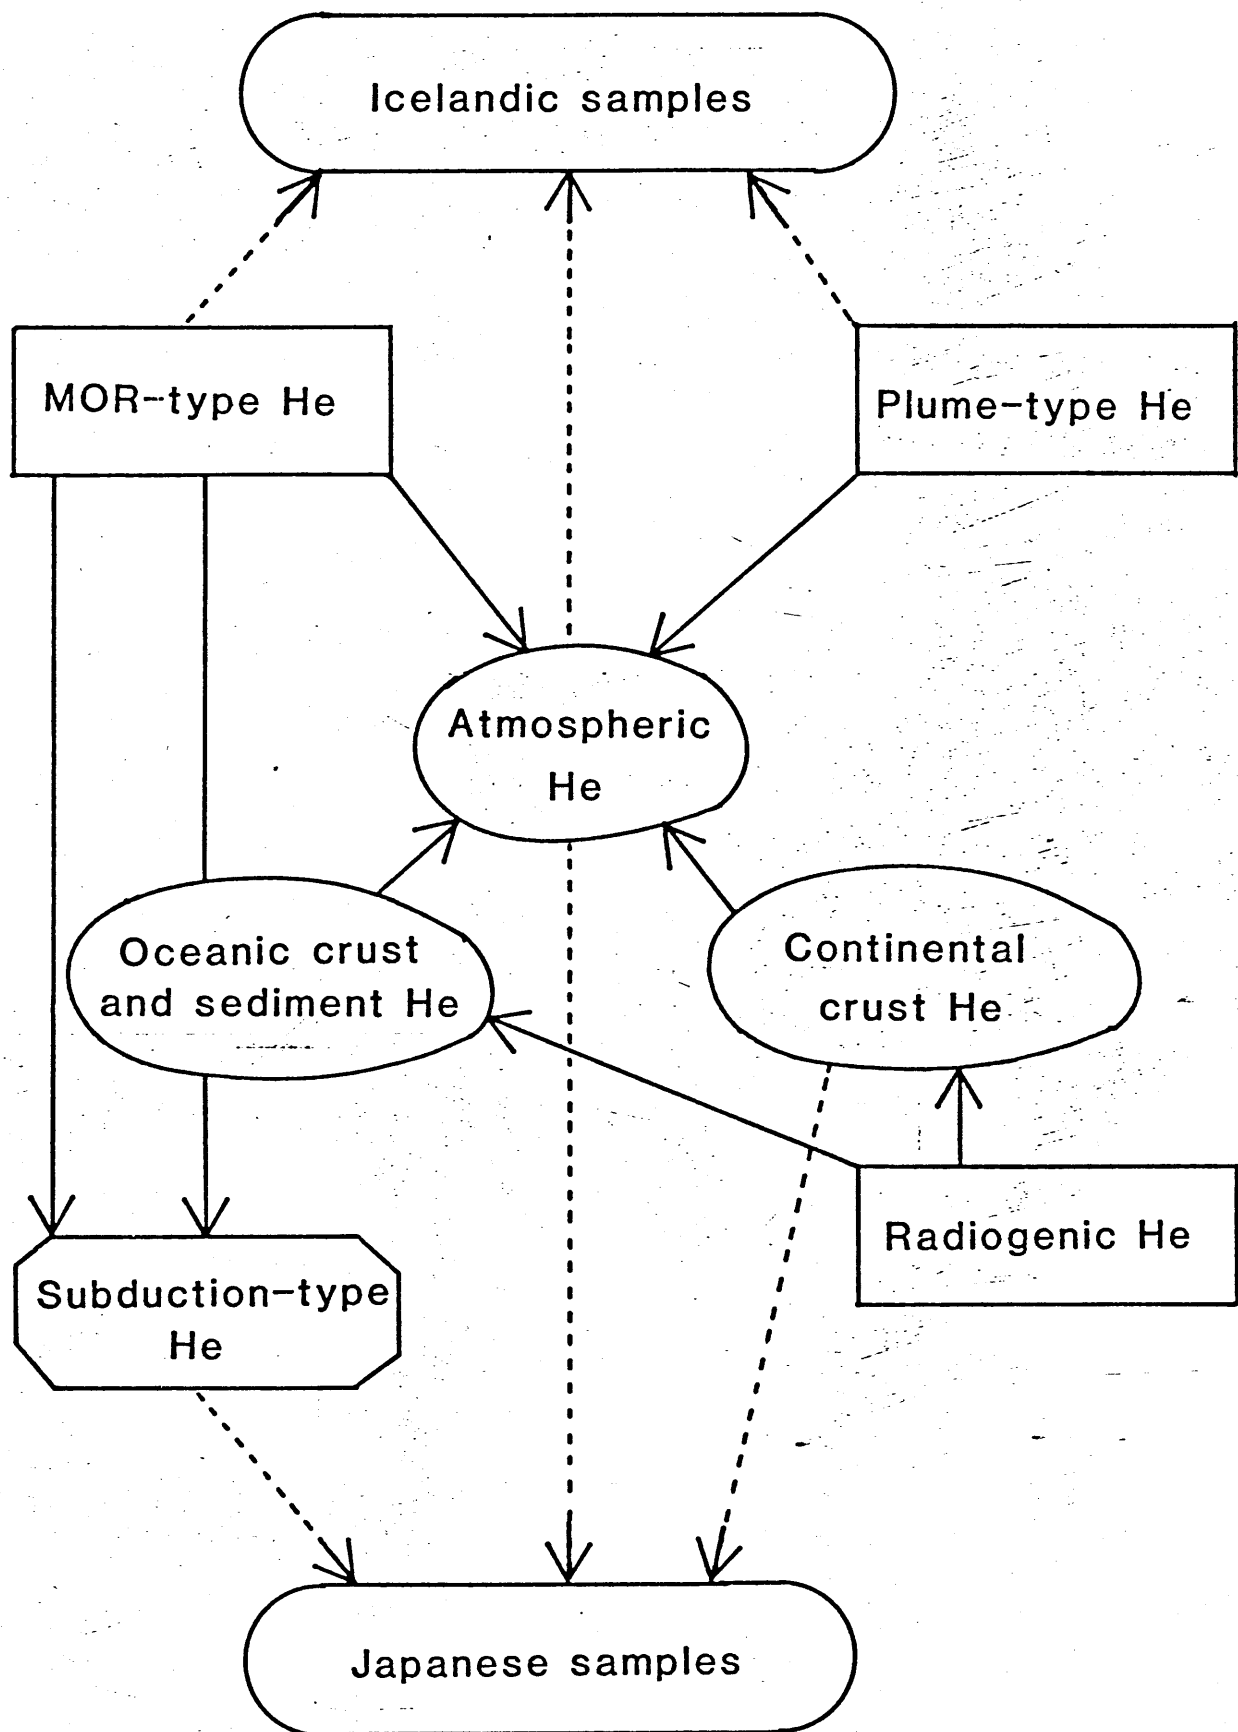 Icelandic samples
MOR-type He
Plume-type He
Atmospheric
He
Oceanic crust
and sediment He
Continental
crust He
Radiogenic He
Subduction-type
He
Japanese samples